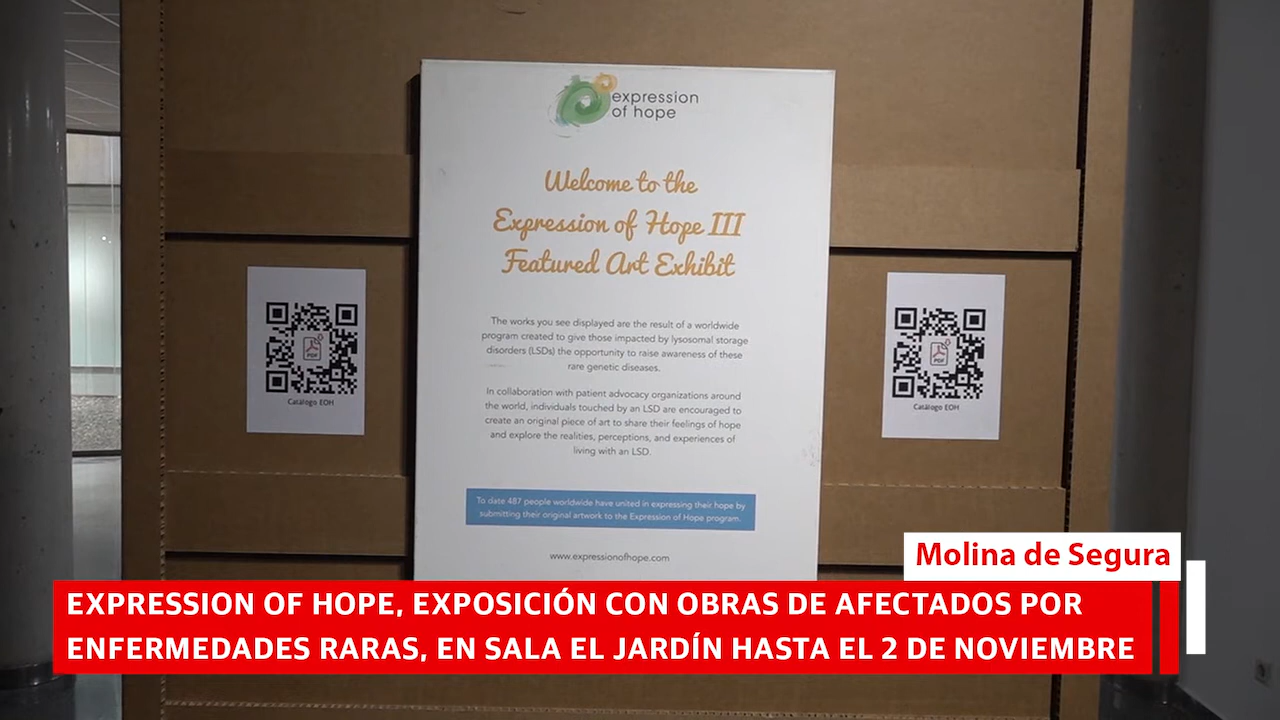 expression
of hope
Welcome to the
Expression of Hope III
Featured Art Exhibit
The works you see displayed are the result of a worldwide
program created to give those impacted by lysosomal storage
disorders (LSDs) the opportunity to raise awareness of these
rare genetic diseases.
In collaboration with patient advocacy organizations around
the world, individuals touched by an LSD are encouraged to
create an original piece of art to share their feelings of hope
and explore the realities, perceptions, and experiences of
living with an LSD.
To date 487 people worldwide have united in expressing their hope by
submitting their original artwork to the Expression of Hope program.
www.expressionofhope.com
PDF
Catálogo EOH
PDF
Catálogo EOH
Molina de Segura
EXPRESSION OF HOPE, EXPOSICIÓN CON OBRAS DE AFECTADOS POR
ENFERMEDADES RARAS, EN SALA EL JARDÍN HASTA EL 2 DE NOVIEMBRE